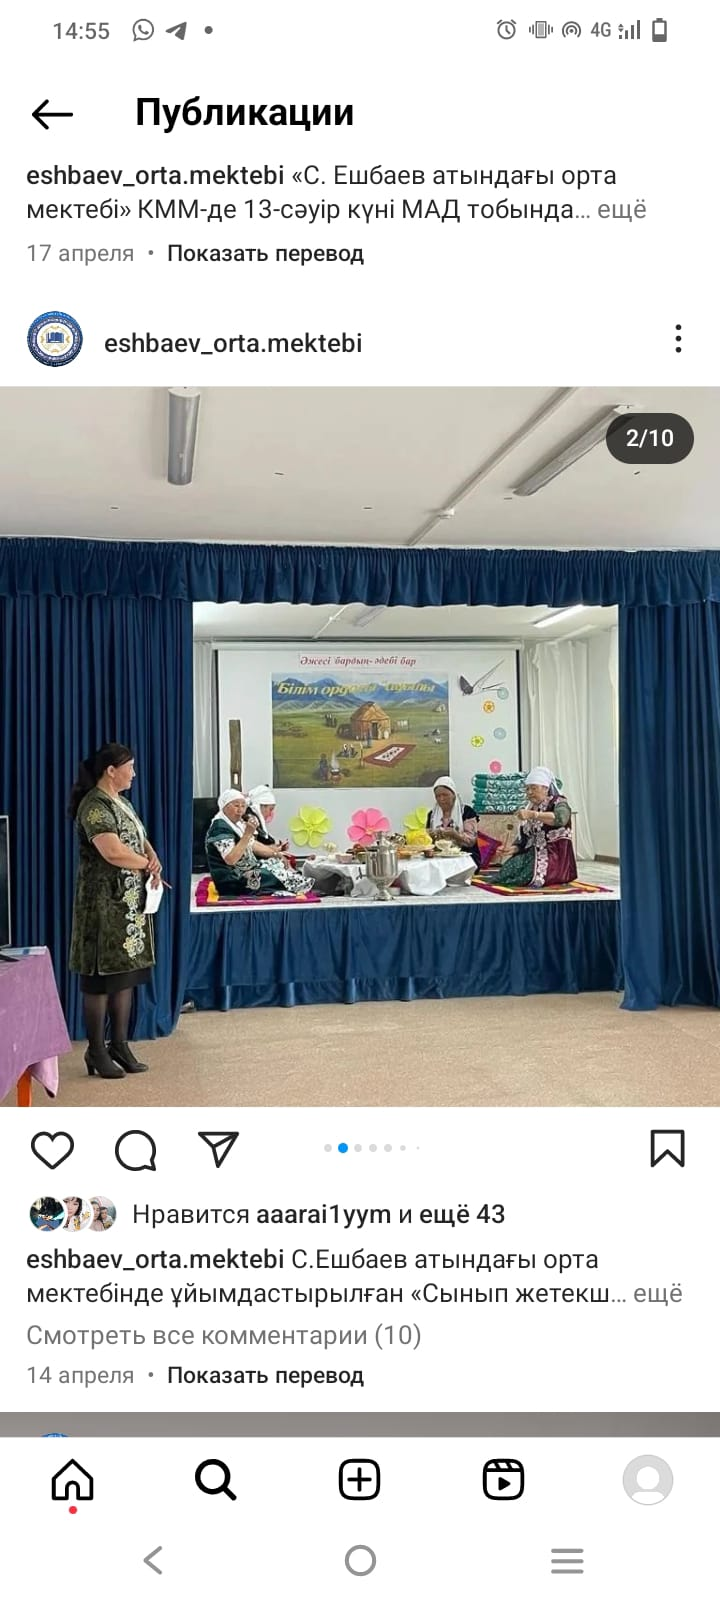 14:55
4G
Публикации
eshbaev_orta.mektebi «С. Ешбаев атындағы орта
мектебі» КММ-де 13-сәуір күні МАД тобында... ещё
17 апреля • Показать перевод
eshbaev_orta.mektebi
2/10
Әжесі бардың-әдебі бар
"Білім ордасы"
Нравится aaarai1yym и ещё 43
eshbaev_orta.mektebi С.Ешбаев атындағы орта
мектебінде ұйымдастырылған «Сынып жетекш... ещё
Смотреть все комментарии (10)
14 апреля • Показать перевод